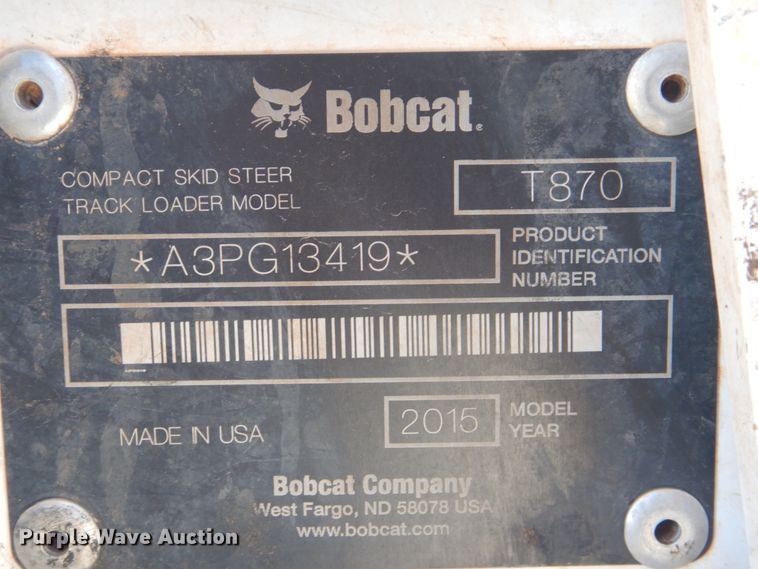 Bobcat®
COMPACT SKID STEER
TRACK LOADER MODEL
T870
*A3PG13419*
PRODUCT
IDENTIFICATION
NUMBER
MADE IN USA
2015
MODEL
YEAR
Bobcat Company
West Fargo, ND 58078 USA
www.bobcat.com
Purple Wave Auction